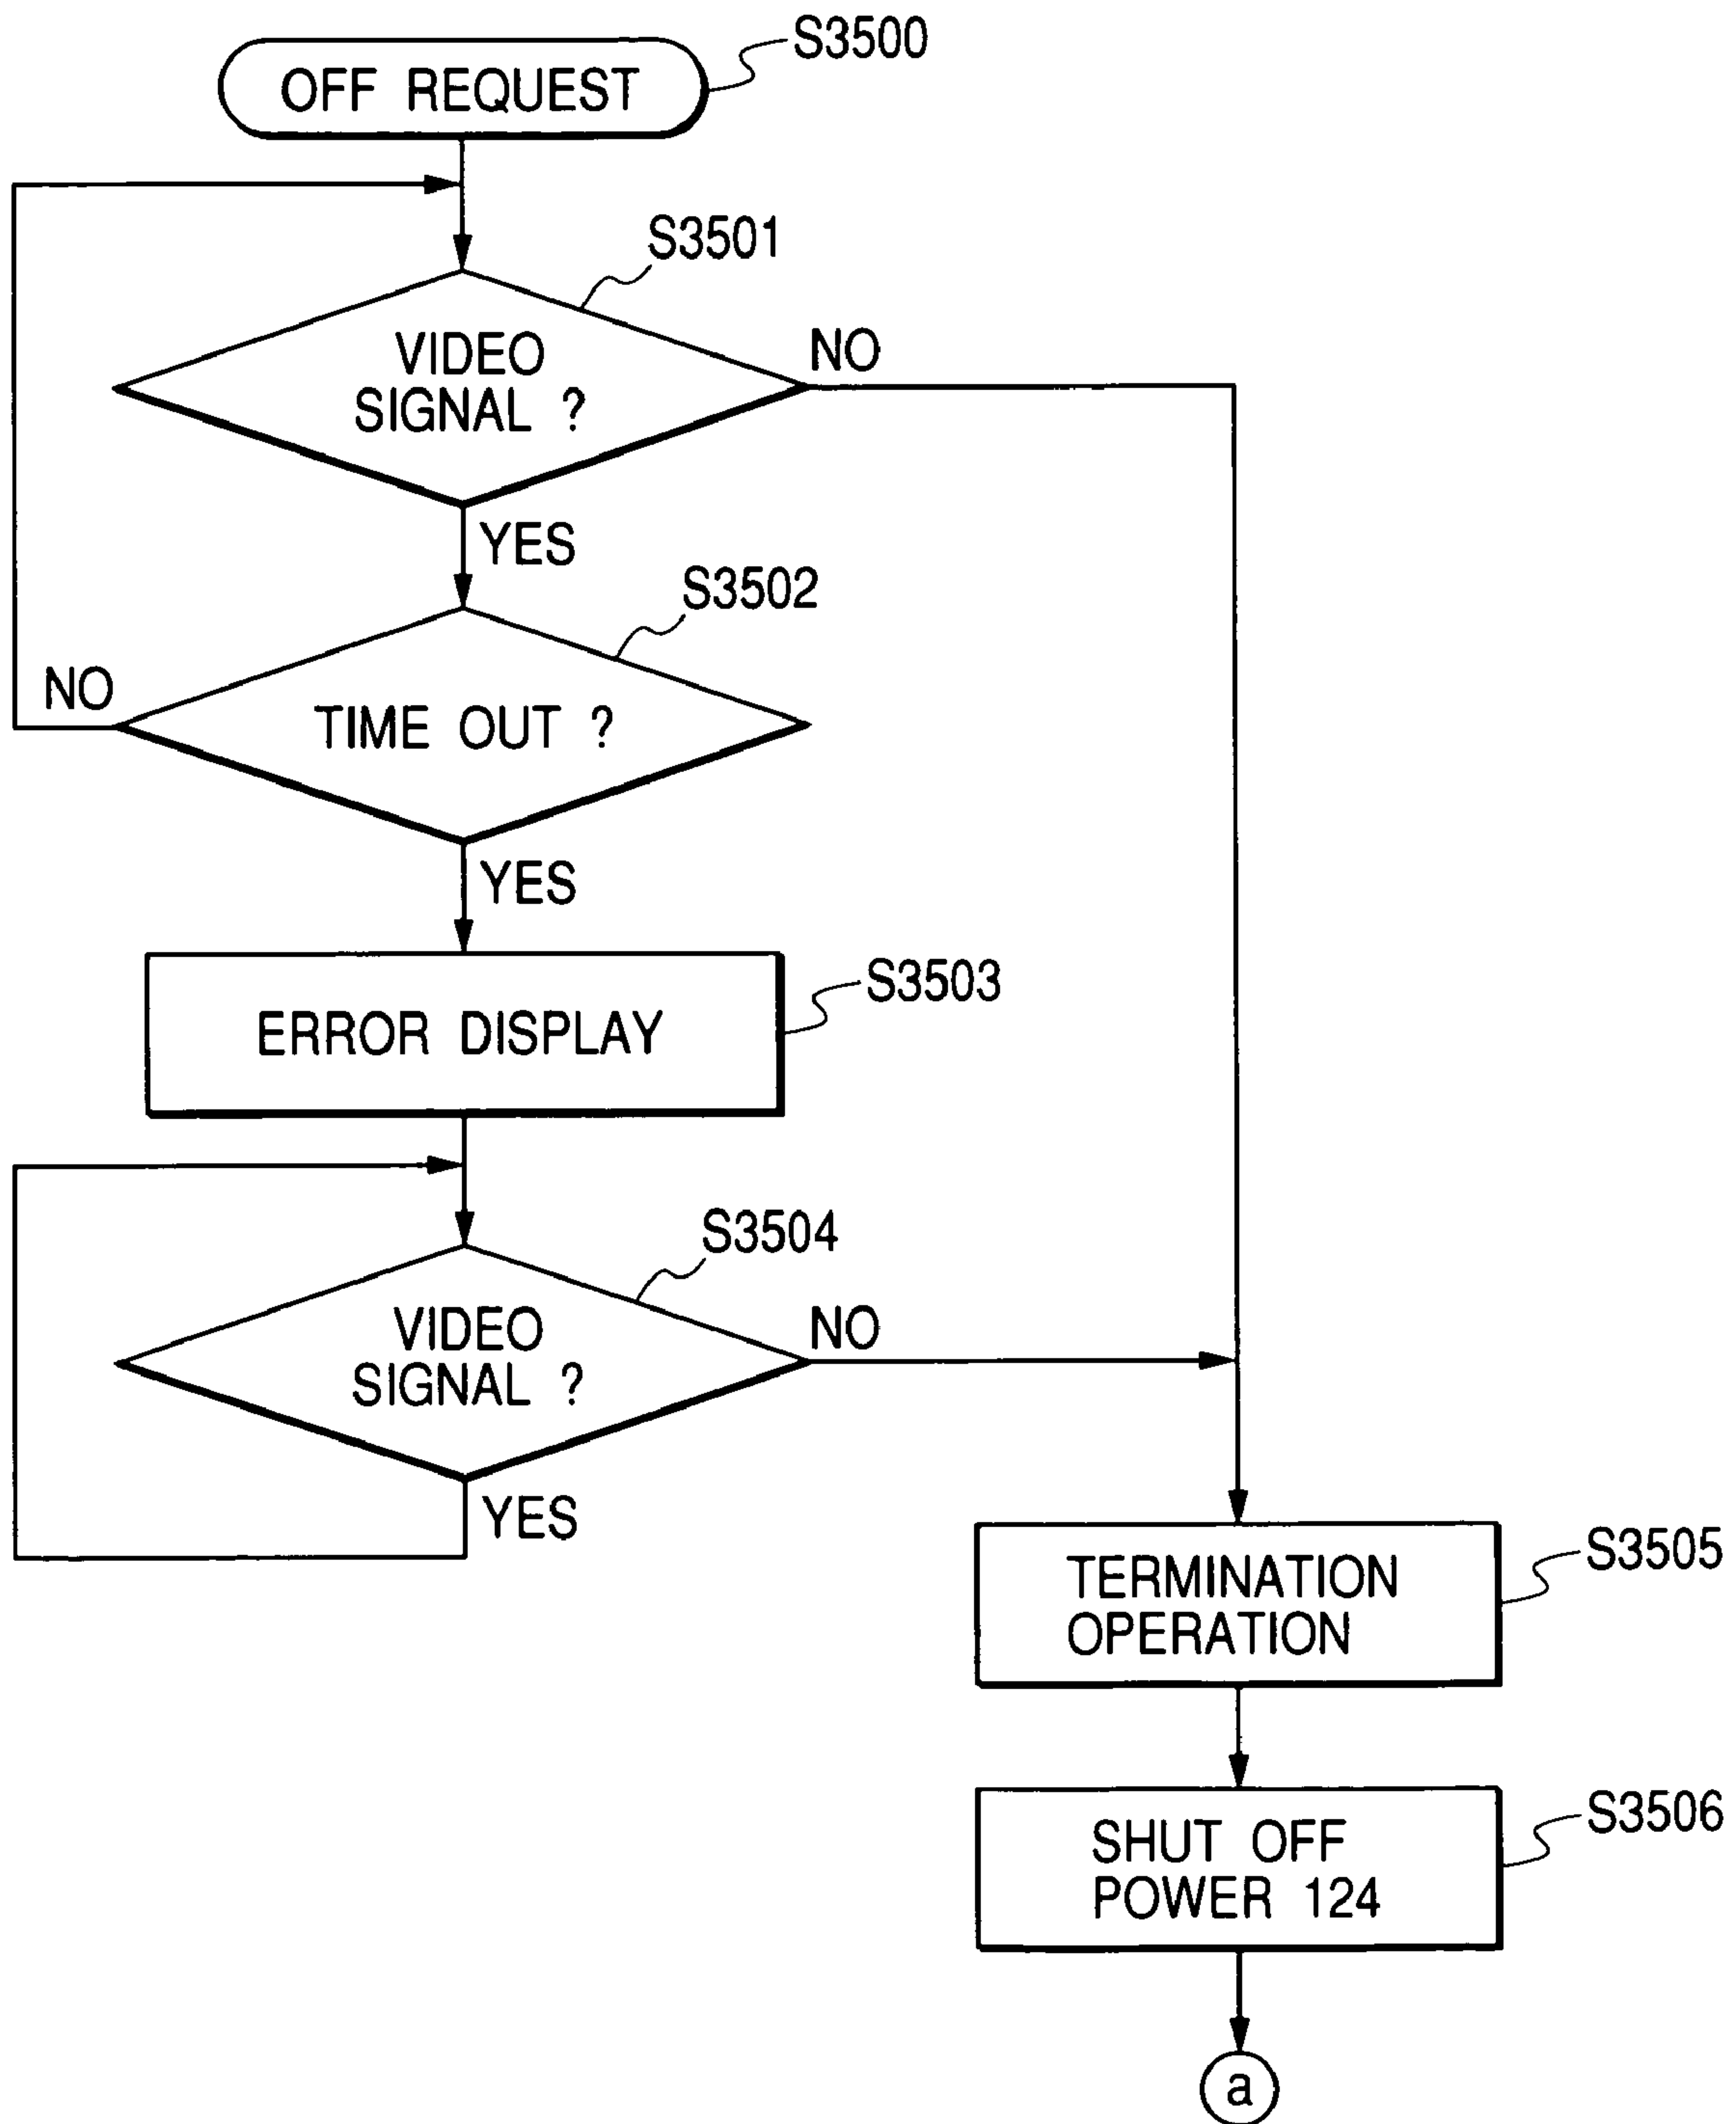 S3500
OFF REQUEST
S3501
VIDEO
SIGNAL ?
NO
YES
S3502
NO
TIME OUT ?
YES
S3503
ERROR DISPLAY
S3504
VIDEO
SIGNAL ?
NO
YES
S3505
TERMINATION
OPERATION
S3506
SHUT OFF
POWER 124
a